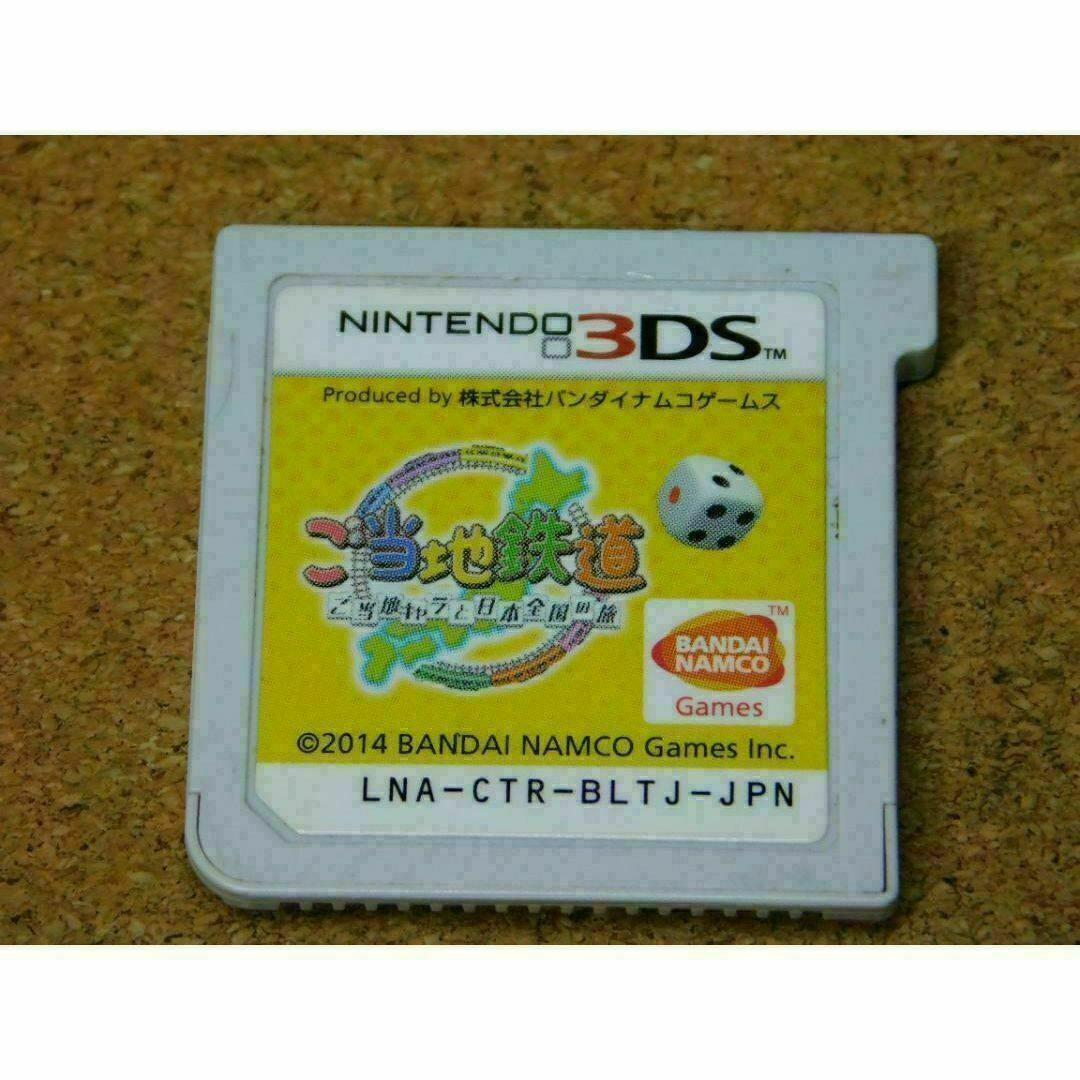 NINTENDO 3DS™
Produced by 株式会社バンダイナムコゲームス
ご当地鉄道
ご当地キャラと日本全国の旅
BANDAI
NAMCO
TM
Games
©2014 BANDAI NAMCO Games Inc.
LNA-CTR-BLTJ-JPN